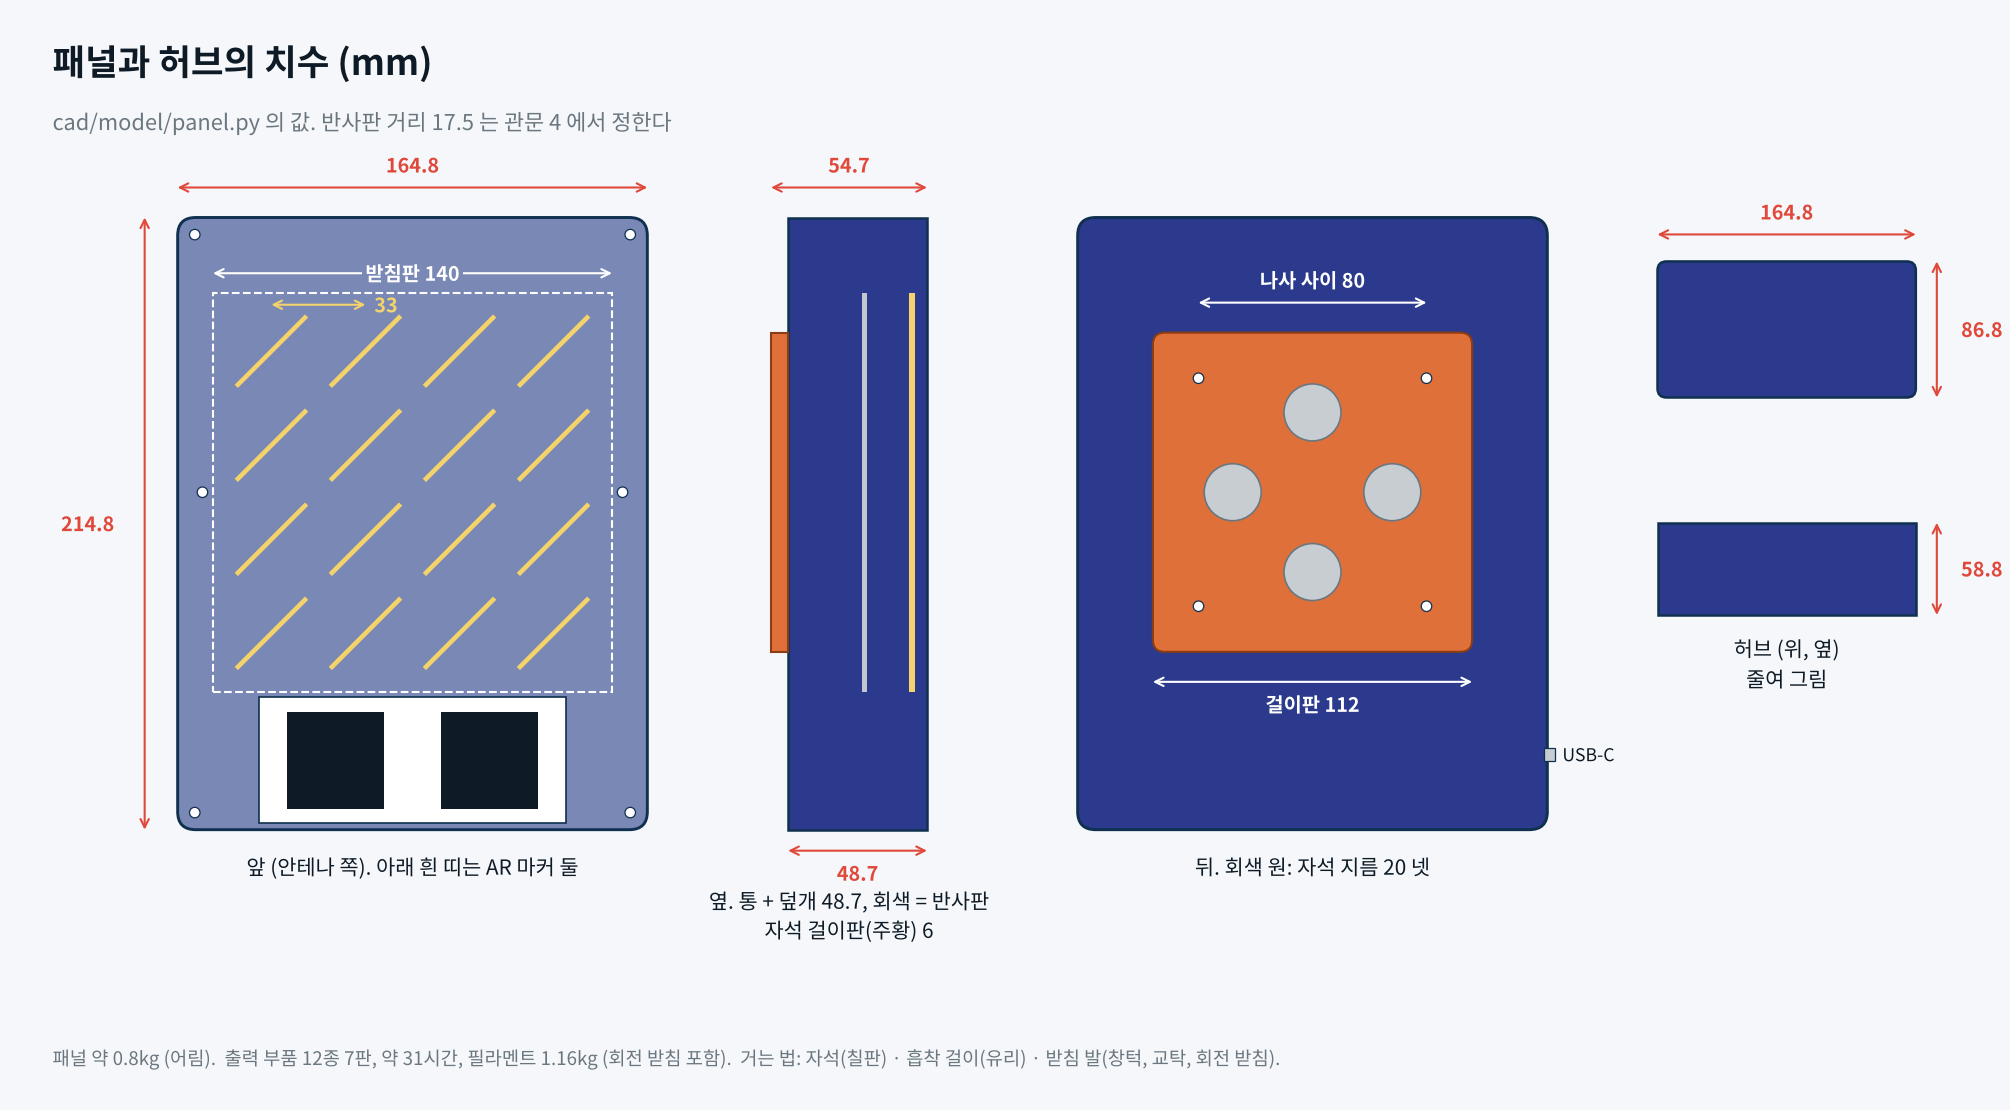 패널과 허브의 치수 (mm)
cad/model/panel.py 의 값. 반사판 거리 17.5 는 관문 4 에서 정한다
164.8
214.8
받침판 140
33
앞 (안테나 쪽). 아래 흰 띠는 AR 마커 둘
54.7
48.7
옆. 통 + 덮개 48.7, 회색 = 반사판
자석 걸이판(주황) 6
나사 사이 80
걸이판 112
USB-C
뒤. 회색 원: 자석 지름 20 넷
164.8
86.8
58.8
허브 (위, 옆)
줄여 그림
패널 약 0.8kg (어림). 출력 부품 12종 7판, 약 31시간, 필라멘트 1.16kg (회전 받침 포함). 거는 법: 자석(칠판) · 흡착 걸이(유리) · 받침 발(창턱, 교탁, 회전 받침).